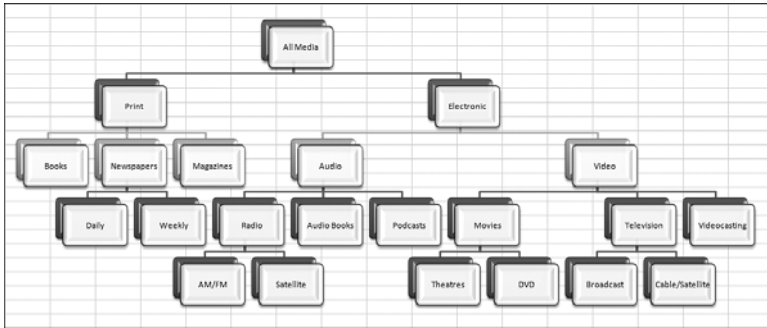 All Media
Print
Electronic
Books
Newspapers
Magazines
Audio
Video
Daily
Weekly
Radio
Audio Books
Podcasts
Movies
Television
Videocasting
AM/FM
Satellite
Theatres
DVD
Broadcast
Cable/Satellite